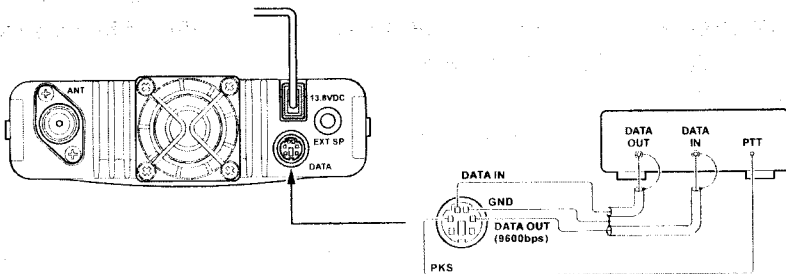 ANT
13.8VDC
EXT SP
DATA
DATA OUT
DATA IN
PTT
DATA IN
GND
DATA OUT
(9600bps)
PKS